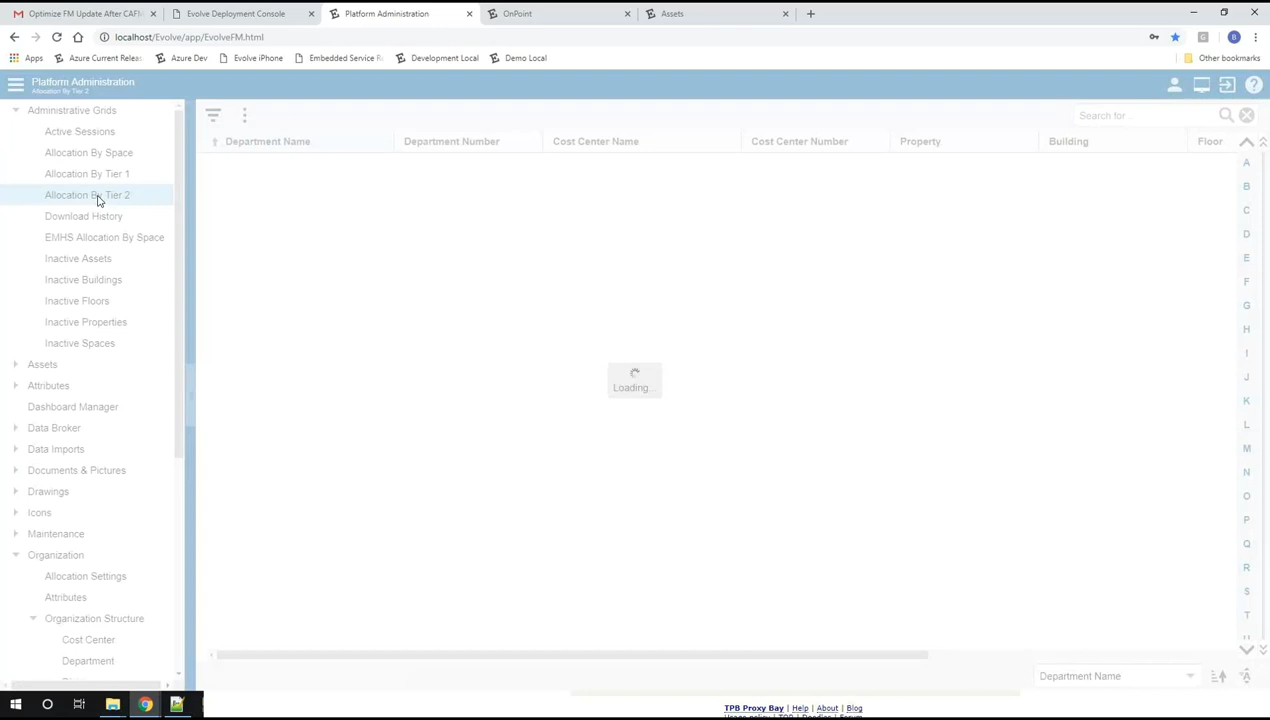 Optimize FM Update After CAFM
Evolve Deployment Console
Platform Administration
OnPoint
Assets
localhost/Evolve/app/EvolveFM.html
B
Apps
Azure Current Releas
Azure Dev
Evolve iPhone
Embedded Service R
Development Local
Demo Local
Other bookmarks
Platform Administration
Allocation By Tier 2
Administrative Grids
Active Sessions
Allocation By Space
Allocation By Tier 1
Allocation By Tier 2
Download History
EMHS Allocation By Space
Inactive Assets
Inactive Buildings
Inactive Floors
Inactive Properties
Inactive Spaces
Assets
Attributes
Dashboard Manager
Data Broker
Data Imports
Documents & Pictures
Drawings
Icons
Maintenance
Organization
Allocation Settings
Attributes
Organization Structure
Cost Center
Department
Search for...
Department Name
Department Number
Cost Center Name
Cost Center Number
Property
Building
Floor
Loading...
A
B
C
D
E
F
G
H
I
J
K
L
M
N
O
P
Q
R
S
T
Department Name
TPB Proxy Bay | Help | About | Blog